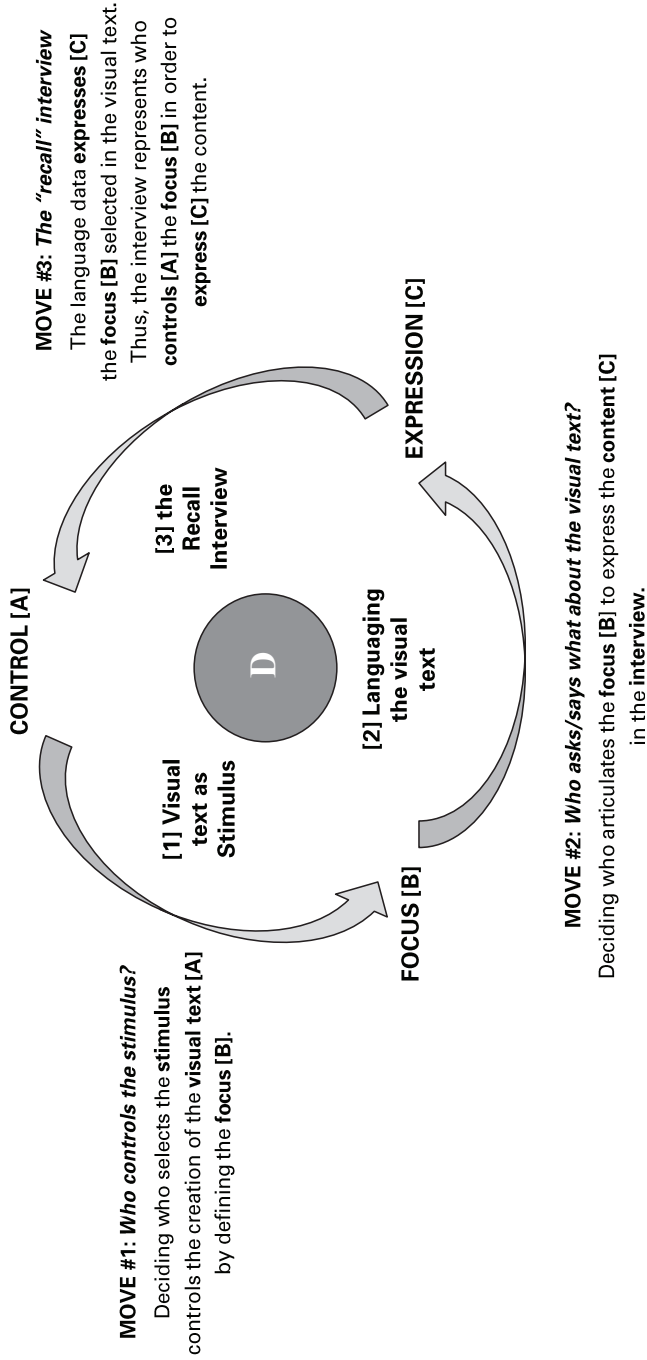 MOVE #1: Who controls the stimulus?
Deciding who selects the stimulus
controls the creation of the visual text [A]
by defining the focus [B].
CONTROL [A]
MOVE #3: The "recall" interview
The language data expresses [C]
the focus [B] selected in the visual text.
Thus, the interview represents who
controls [A] the focus [B] in order to
express [C] the content.
[1] Visual
text as
Stimulus
D
[3] the
Recall
Interview
[2] Languaging
the visual
text
FOCUS [B]
EXPRESSION [C]
MOVE #2: Who asks/says what about the visual text?
Deciding who articulates the focus [B] to express the content [C]
in the interview.